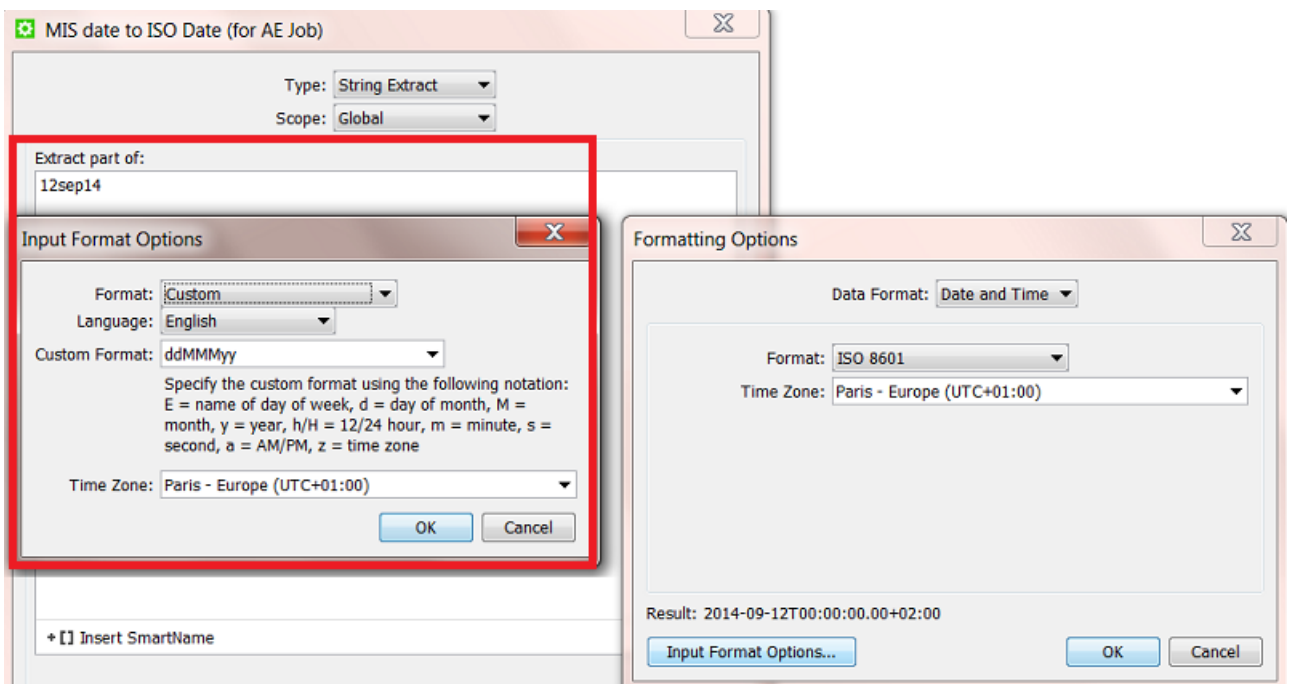 MIS date to ISO Date (for AE Job)
Type: String Extract
Scope: Global
Extract part of:
12sep14
Input Format Options
Format: Custom
Language: English
Custom Format: ddMMMyy
Specify the custom format using the following notation:
E = name of day of week, d = day of month, M =
month, y = year, h/H = 12/24 hour, m = minute, s =
second, a = AM/PM, z = time zone
Time Zone: Paris - Europe (UTC+01:00)
OK Cancel
+[] Insert SmartName
Formatting Options
Data Format: Date and Time
Format: ISO 8601
Time Zone: Paris - Europe (UTC+01:00)
Result: 2014-09-12T00:00:00.00+02:00
Input Format Options... OK Cancel